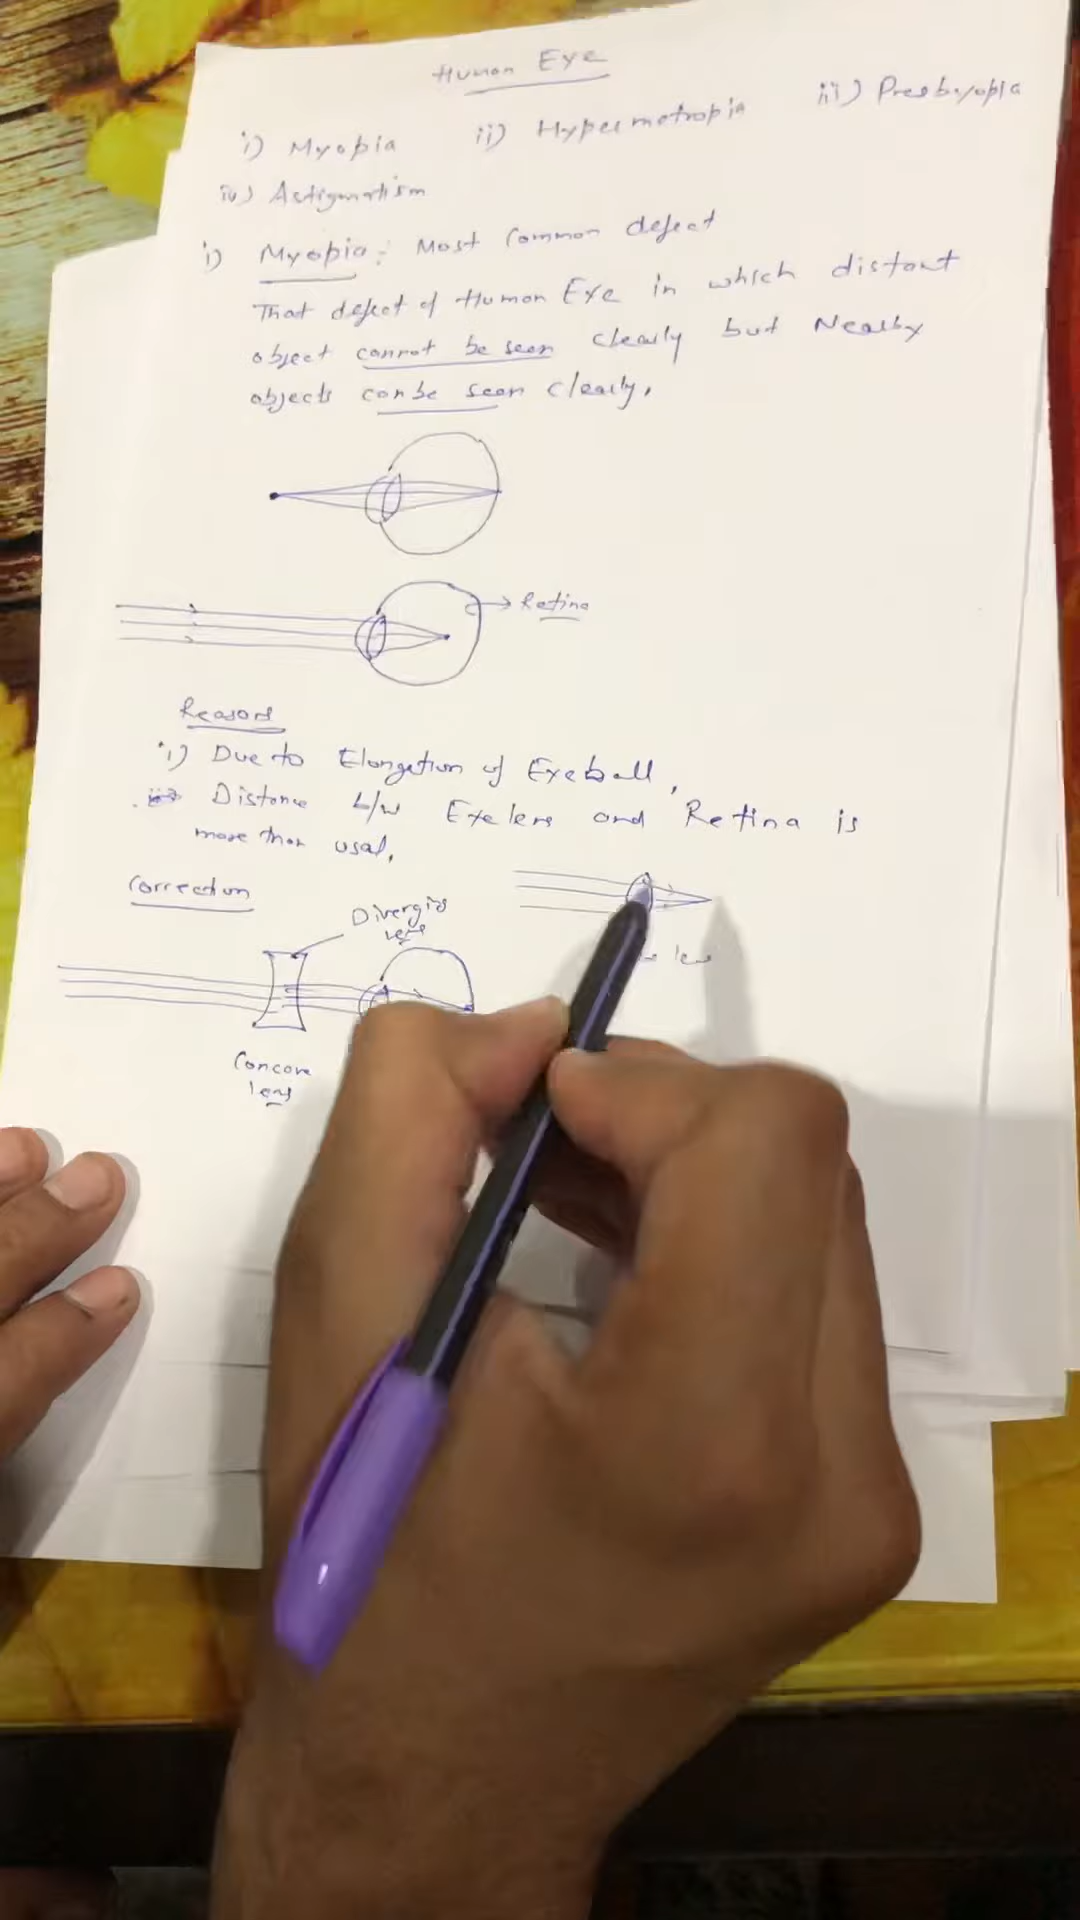 Human Eye
i) Myopia ii) Hypermetropia iii) Presbyopia
iv) Astigmatism
i) Myopia : Most Common defect
That defect of Human Eye in which distant
object cannot be seen clearly but Nearby
objects can be seen clearly.
Retina
Reasons
i) Due to Elongation of Eyeball,
Distance b/w Eyelens and Retina is
more than usal.
Correction
Diverging
lens
Concave
lens
lens